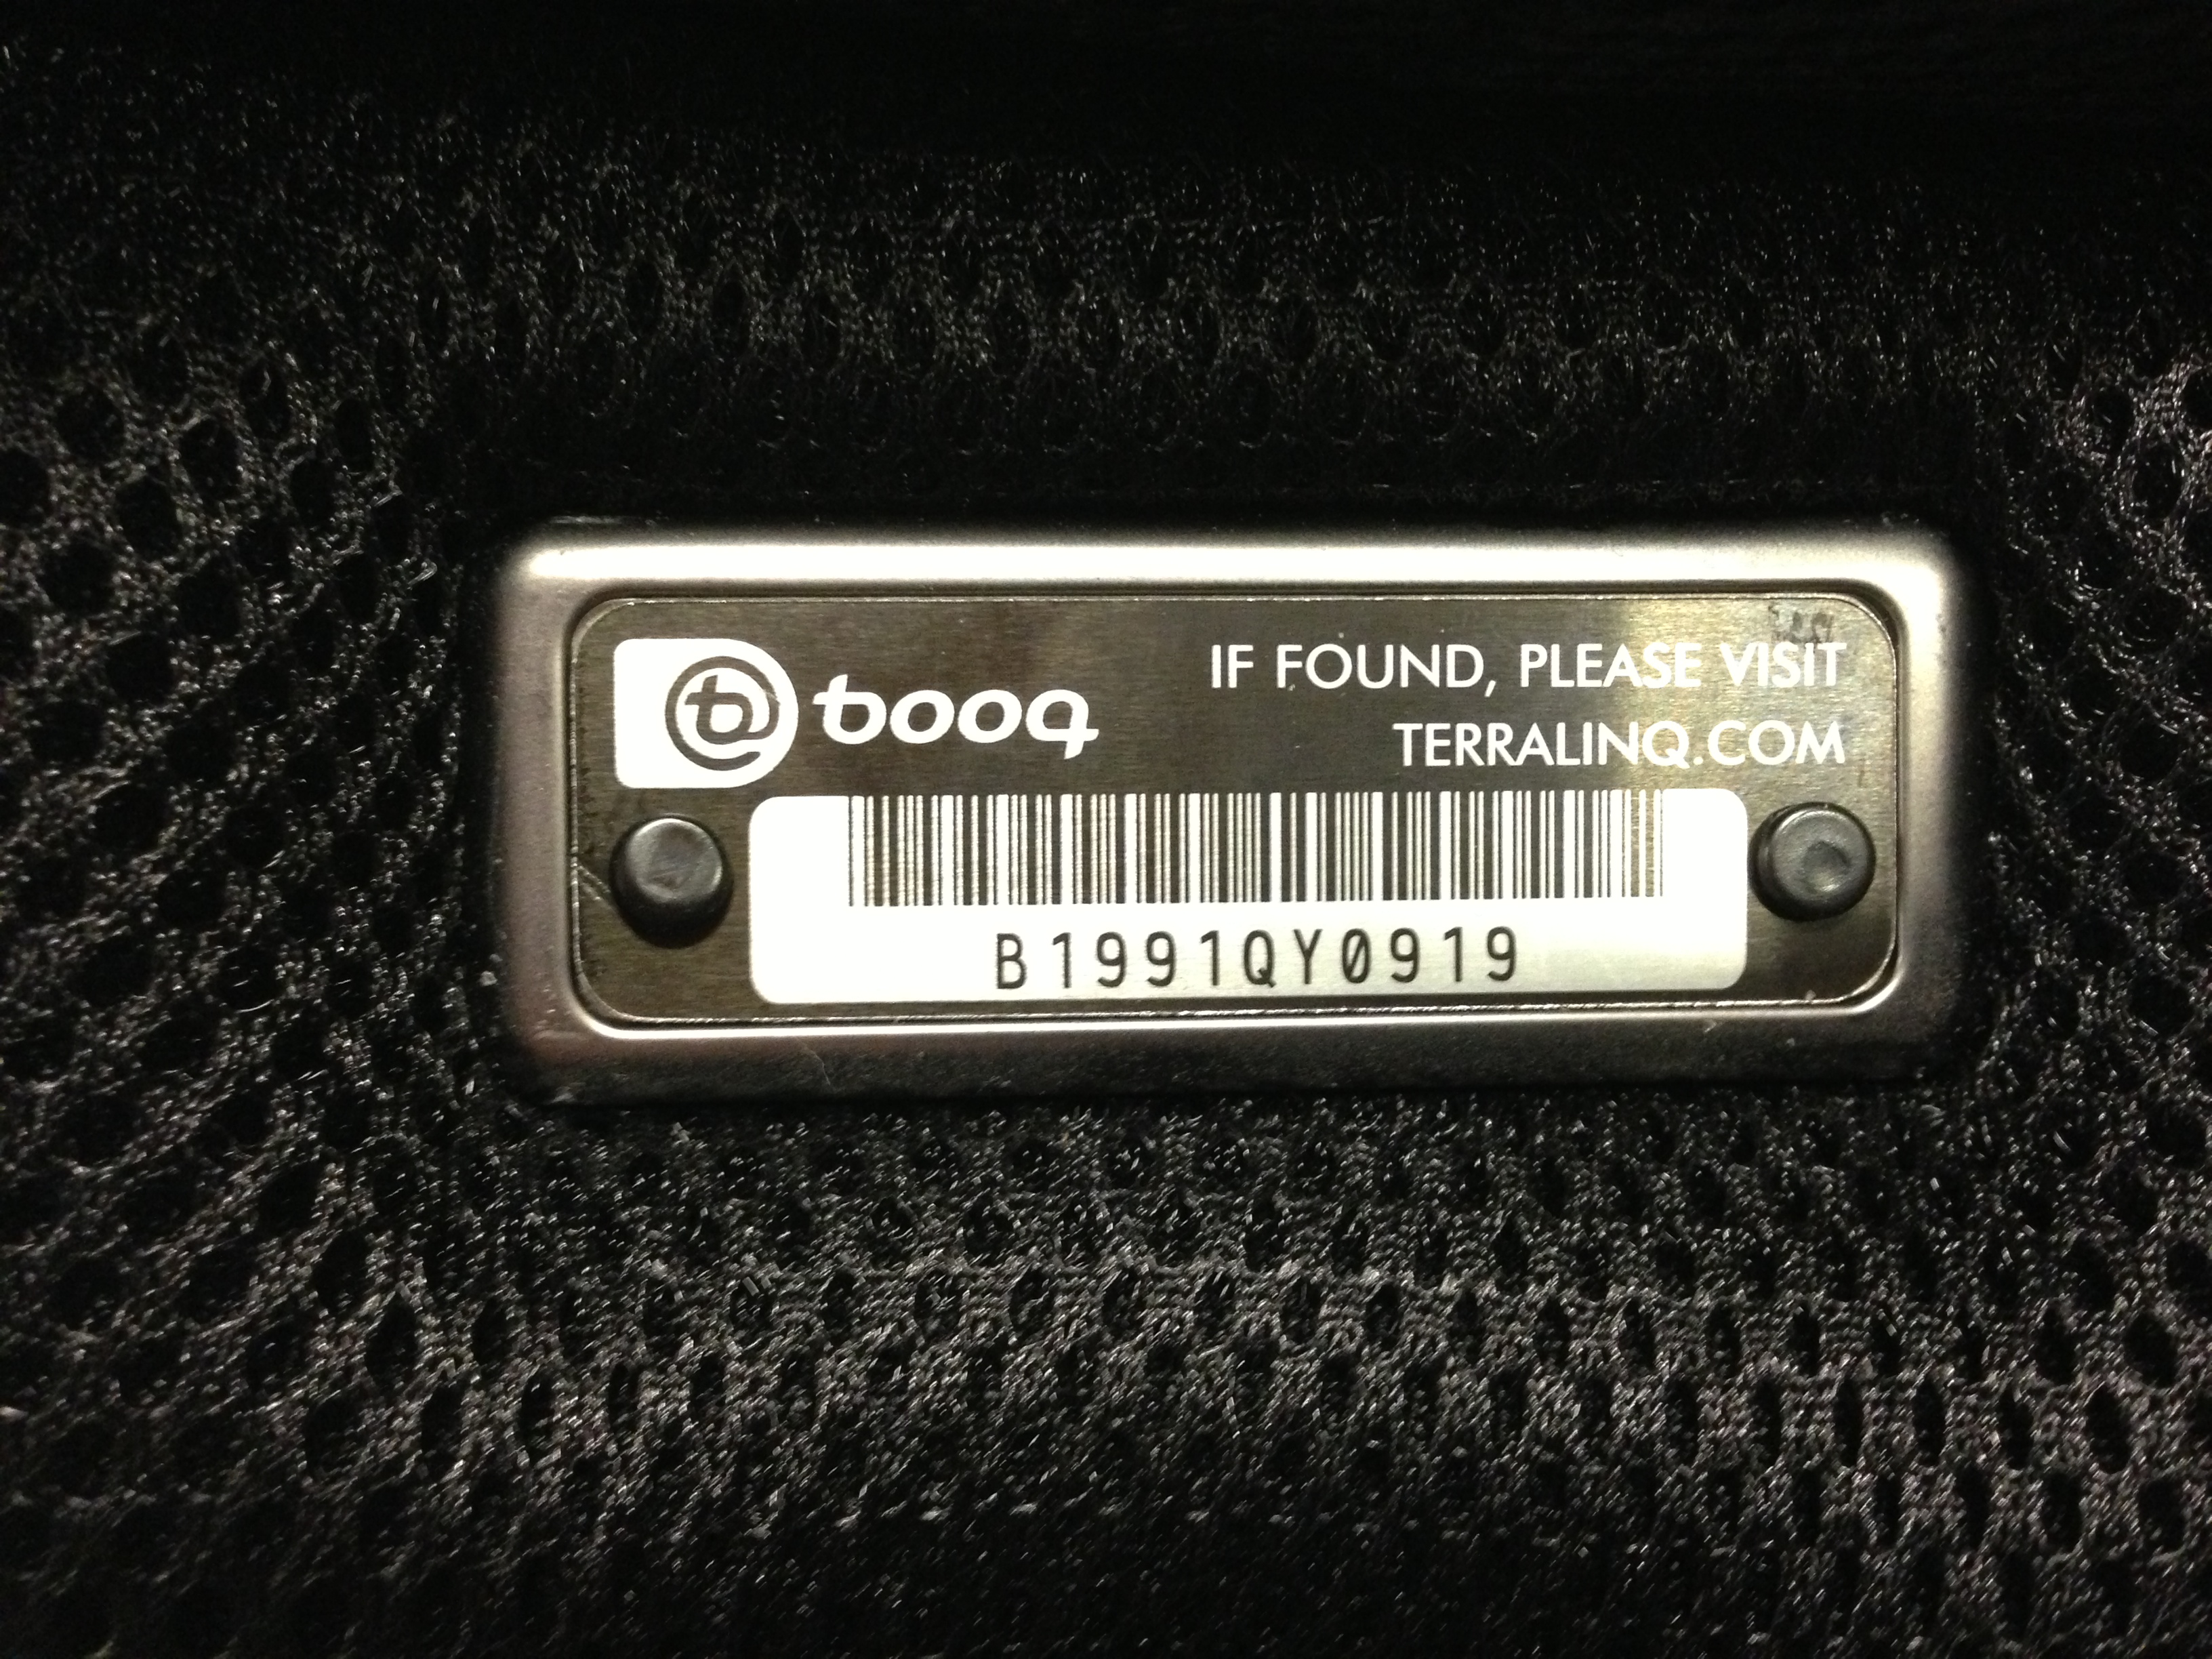 booq
IF FOUND, PLEASE VISIT
TERRALINQ.COM
B1991QY0919